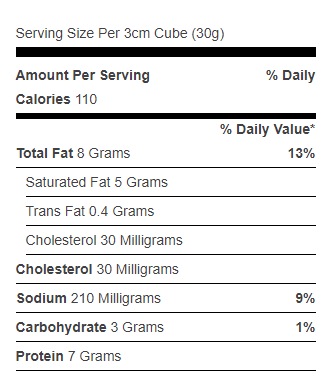 Serving Size Per 3cm Cube (30g)
Amount Per Serving % Daily
Calories 110
% Daily Value*
Total Fat 8 Grams 13%
Saturated Fat 5 Grams
Trans Fat 0.4 Grams
Cholesterol 30 Milligrams
Cholesterol 30 Milligrams
Sodium 210 Milligrams 9%
Carbohydrate 3 Grams 1%
Protein 7 Grams